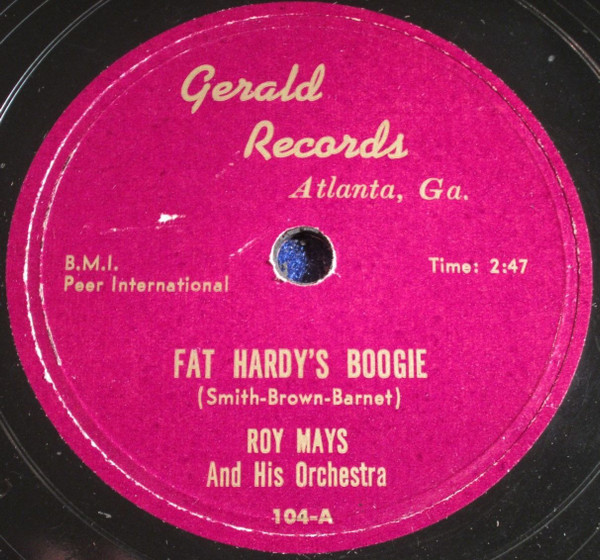 Gerald
Records
Atlanta, Ga.
B.M.I.
Peer International
Time: 2:47
FAT HARDY'S BOOGIE
(Smith-Brown-Barnet)
ROY MAYS
And His Orchestra
104-A